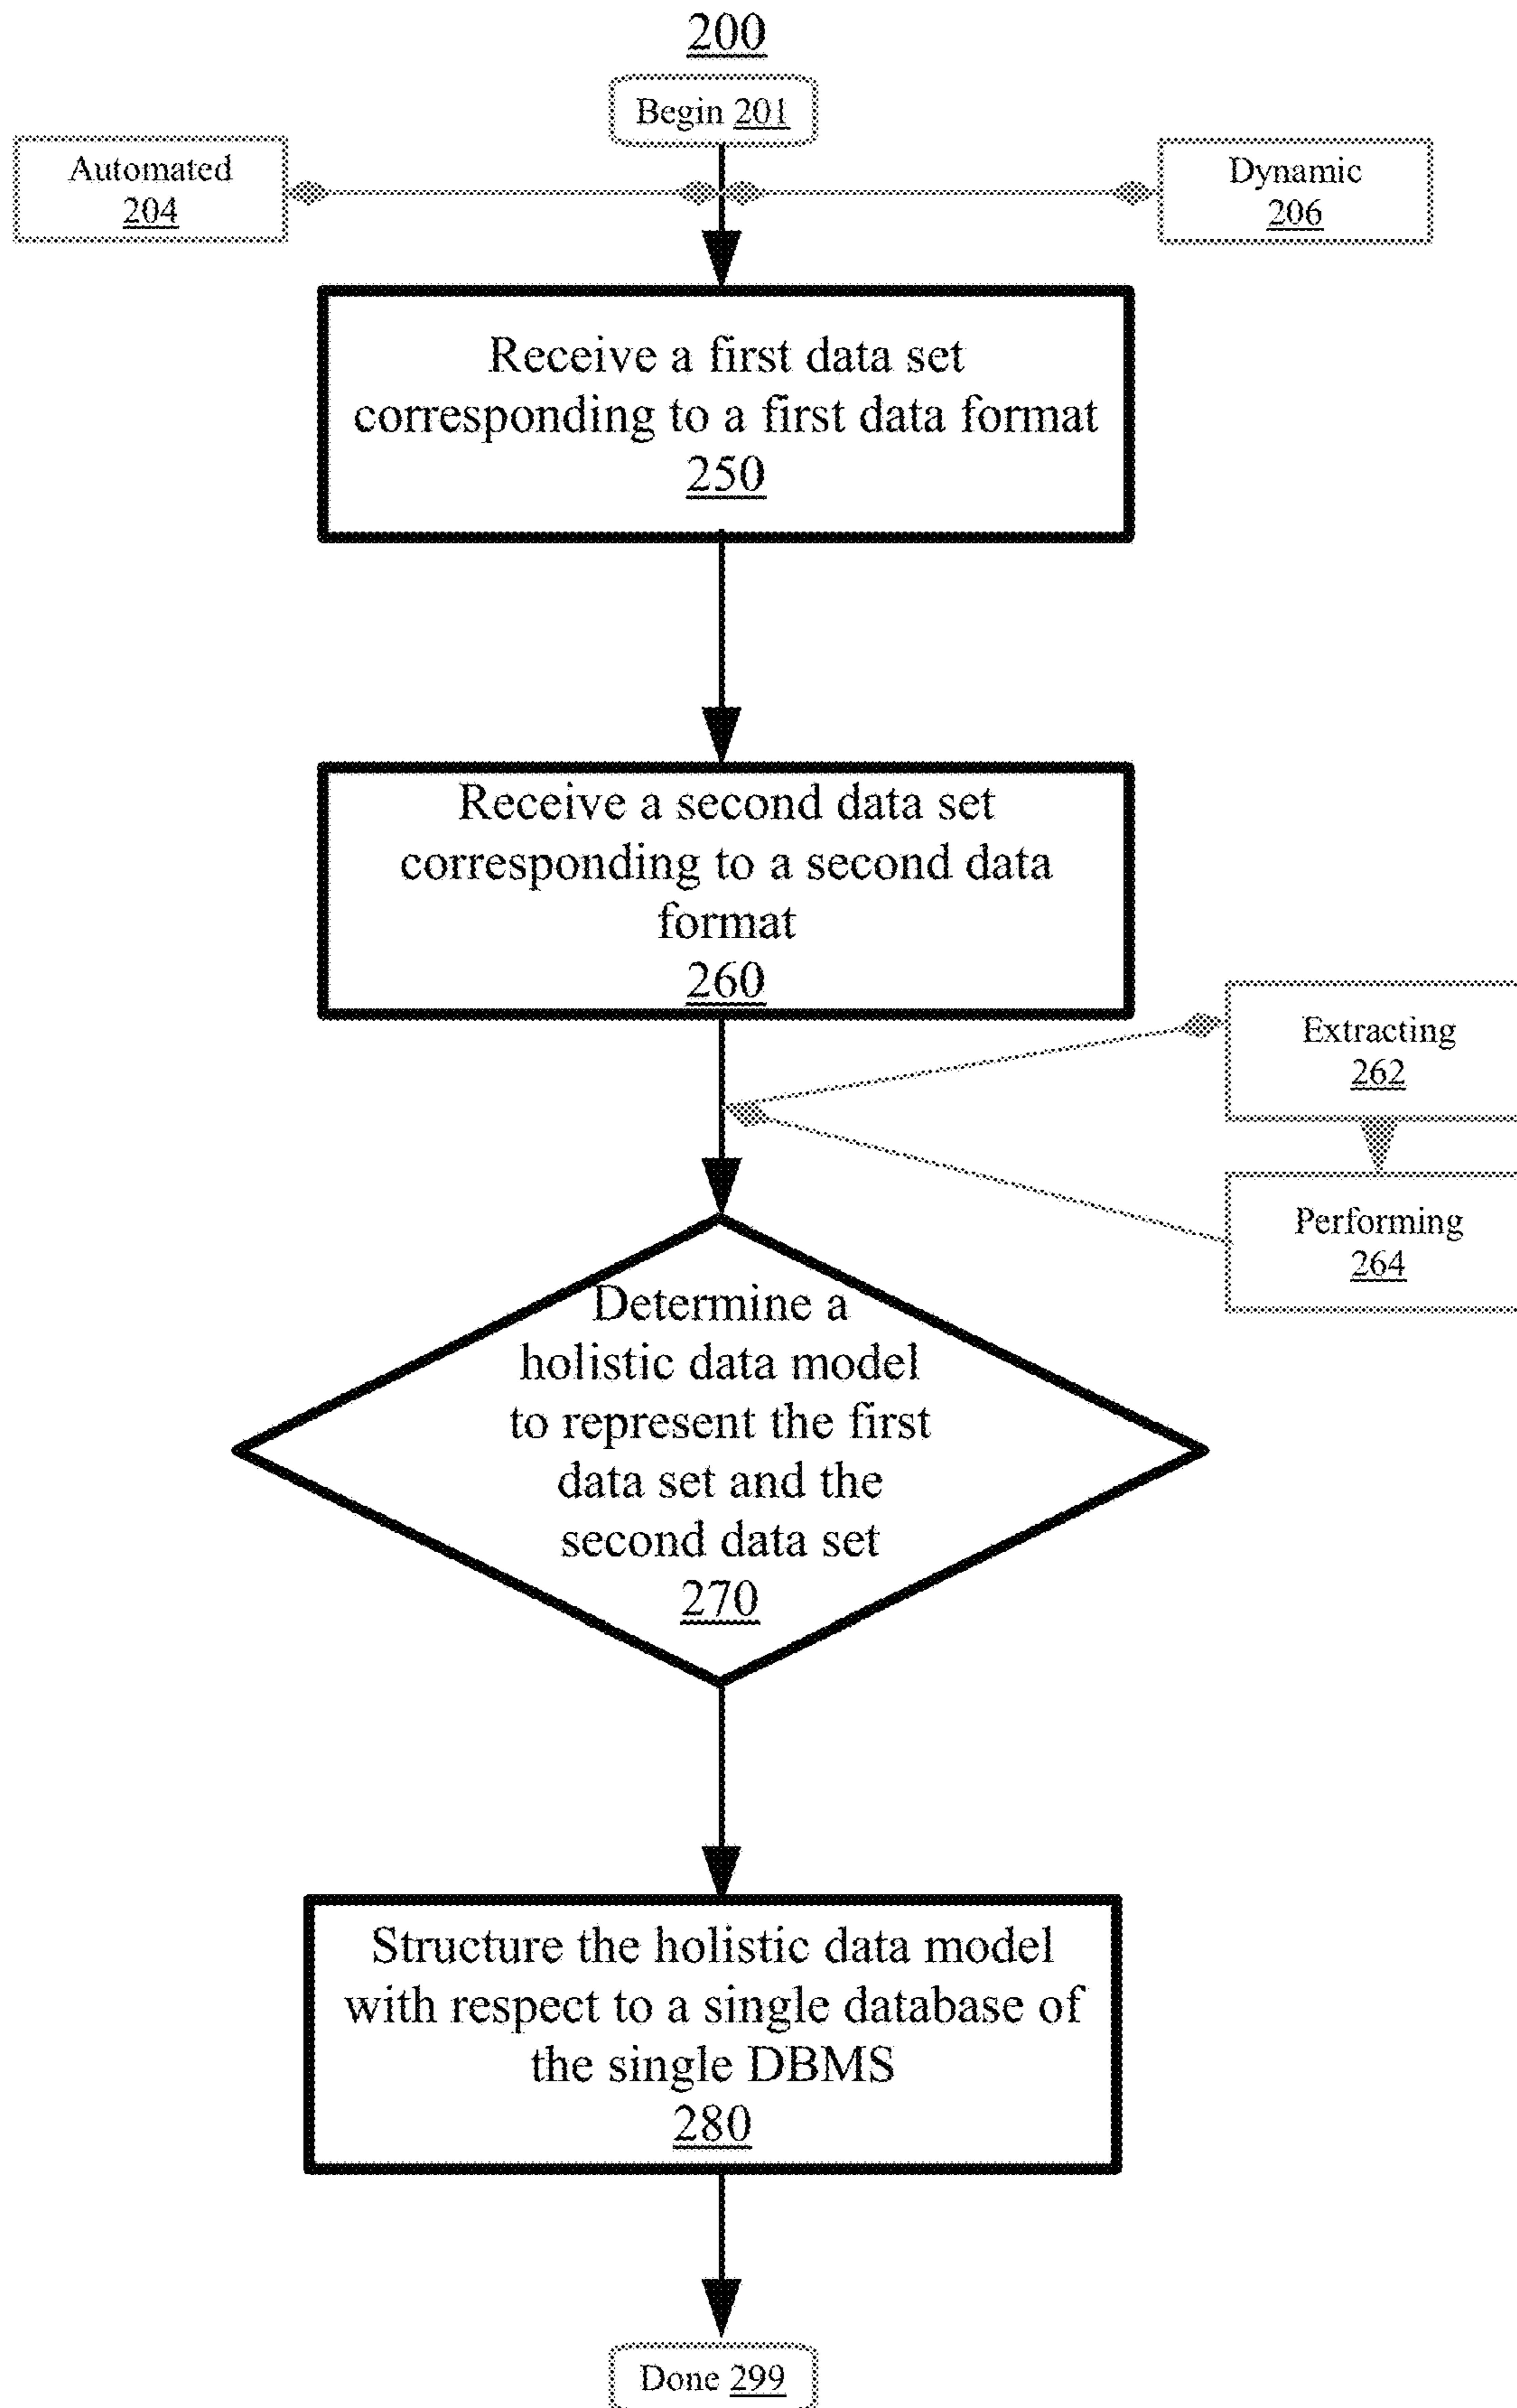 200
Begin 201
Automated
204
Dynamic
206
Receive a first data set
corresponding to a first data format
250
Receive a second data set
corresponding to a second data
format
260
Extracting
262
Performing
264
Determine a
holistic data model
to represent the first
data set and the
second data set
270
Structure the holistic data model
with respect to a single database of
the single DBMS
280
Done 299